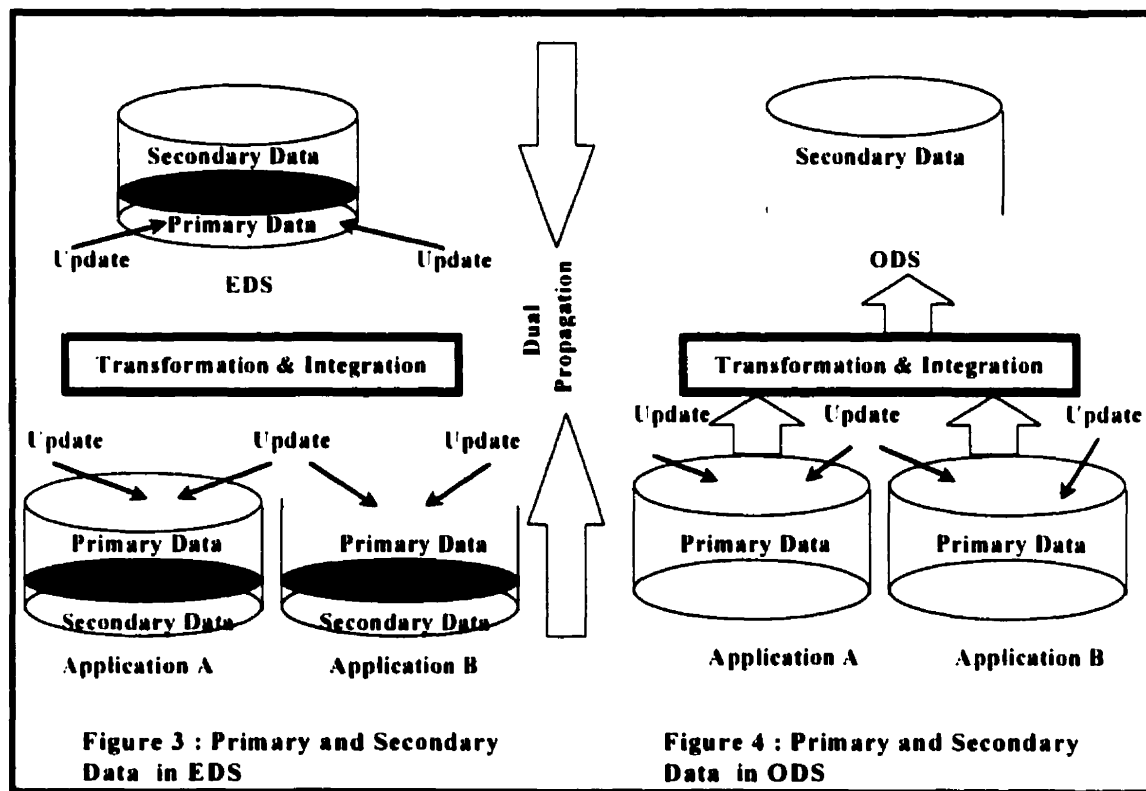 Secondary Data
Primary Data
Update
Update
EDS
Transformation & Integration
Update
Update
Update
Primary Data
Secondary Data
Application A
Primary Data
Secondary Data
Application B
Figure 3 : Primary and Secondary
Data in EDS
Dual
Propagation
Secondary Data
ODS
Transformation & Integration
Update
Update
Update
Primary Data
Application A
Primary Data
Application B
Figure 4 : Primary and Secondary
Data in ODS